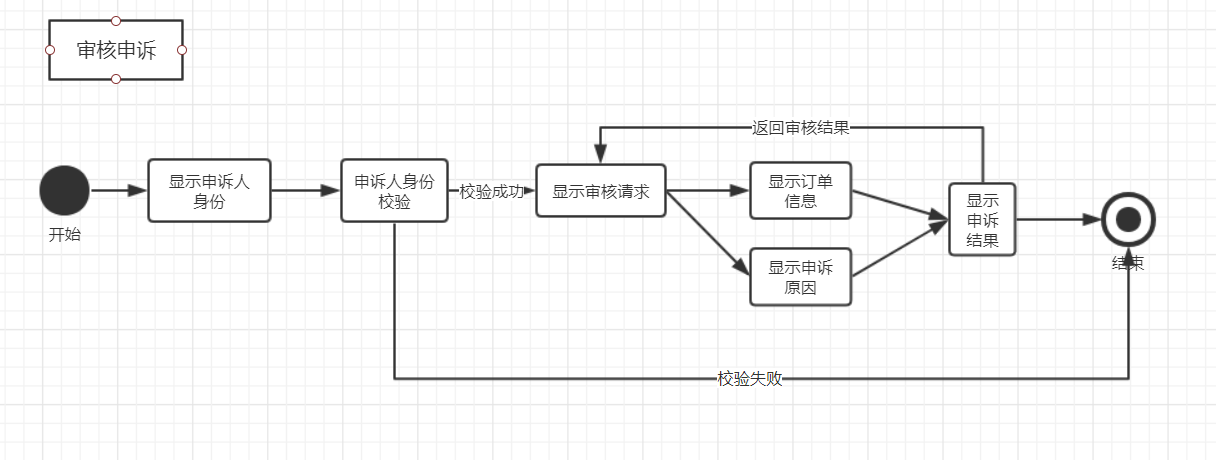 审核申诉
返回审核结果
显示申诉人
身份
申诉人身份
校验
校验成功
显示审核请求
显示订单
信息
显示
申诉
结果
开始
显示申诉
原因
结束
校验失败